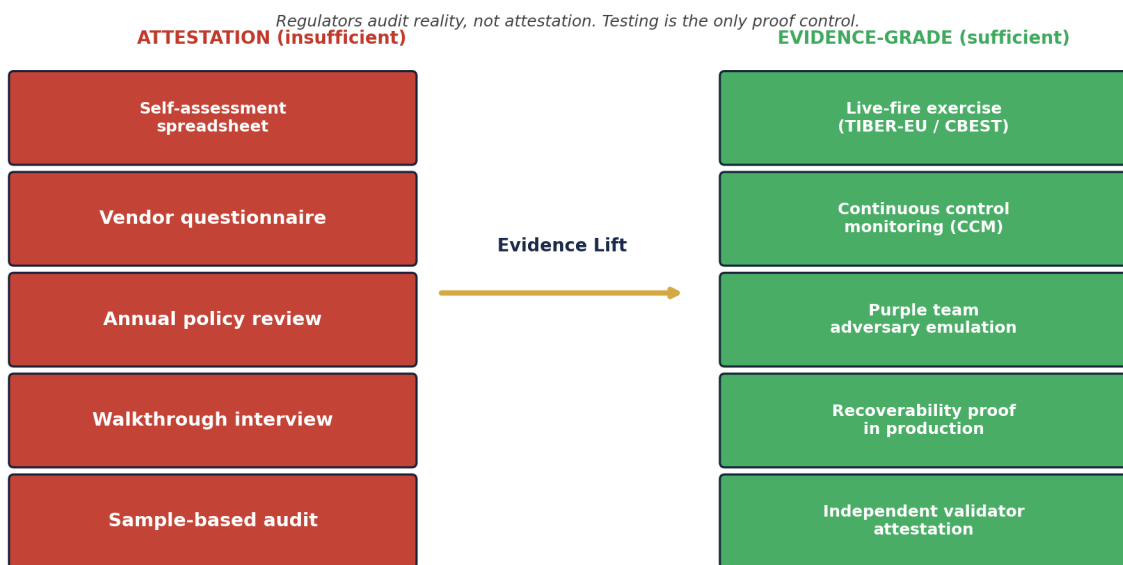 Regulators audit reality, not attestation. Testing is the only proof control.
ATTESTATION (insufficient)
Self-assessment
spreadsheet
Vendor questionnaire
Annual policy review
Walkthrough interview
Sample-based audit
Evidence Lift
EVIDENCE-GRADE (sufficient)
Live-fire exercise
(TIBER-EU / CBEST)
Continuous control
monitoring (CCM)
Purple team
adversary emulation
Recoverability proof
in production
Independent validator
attestation